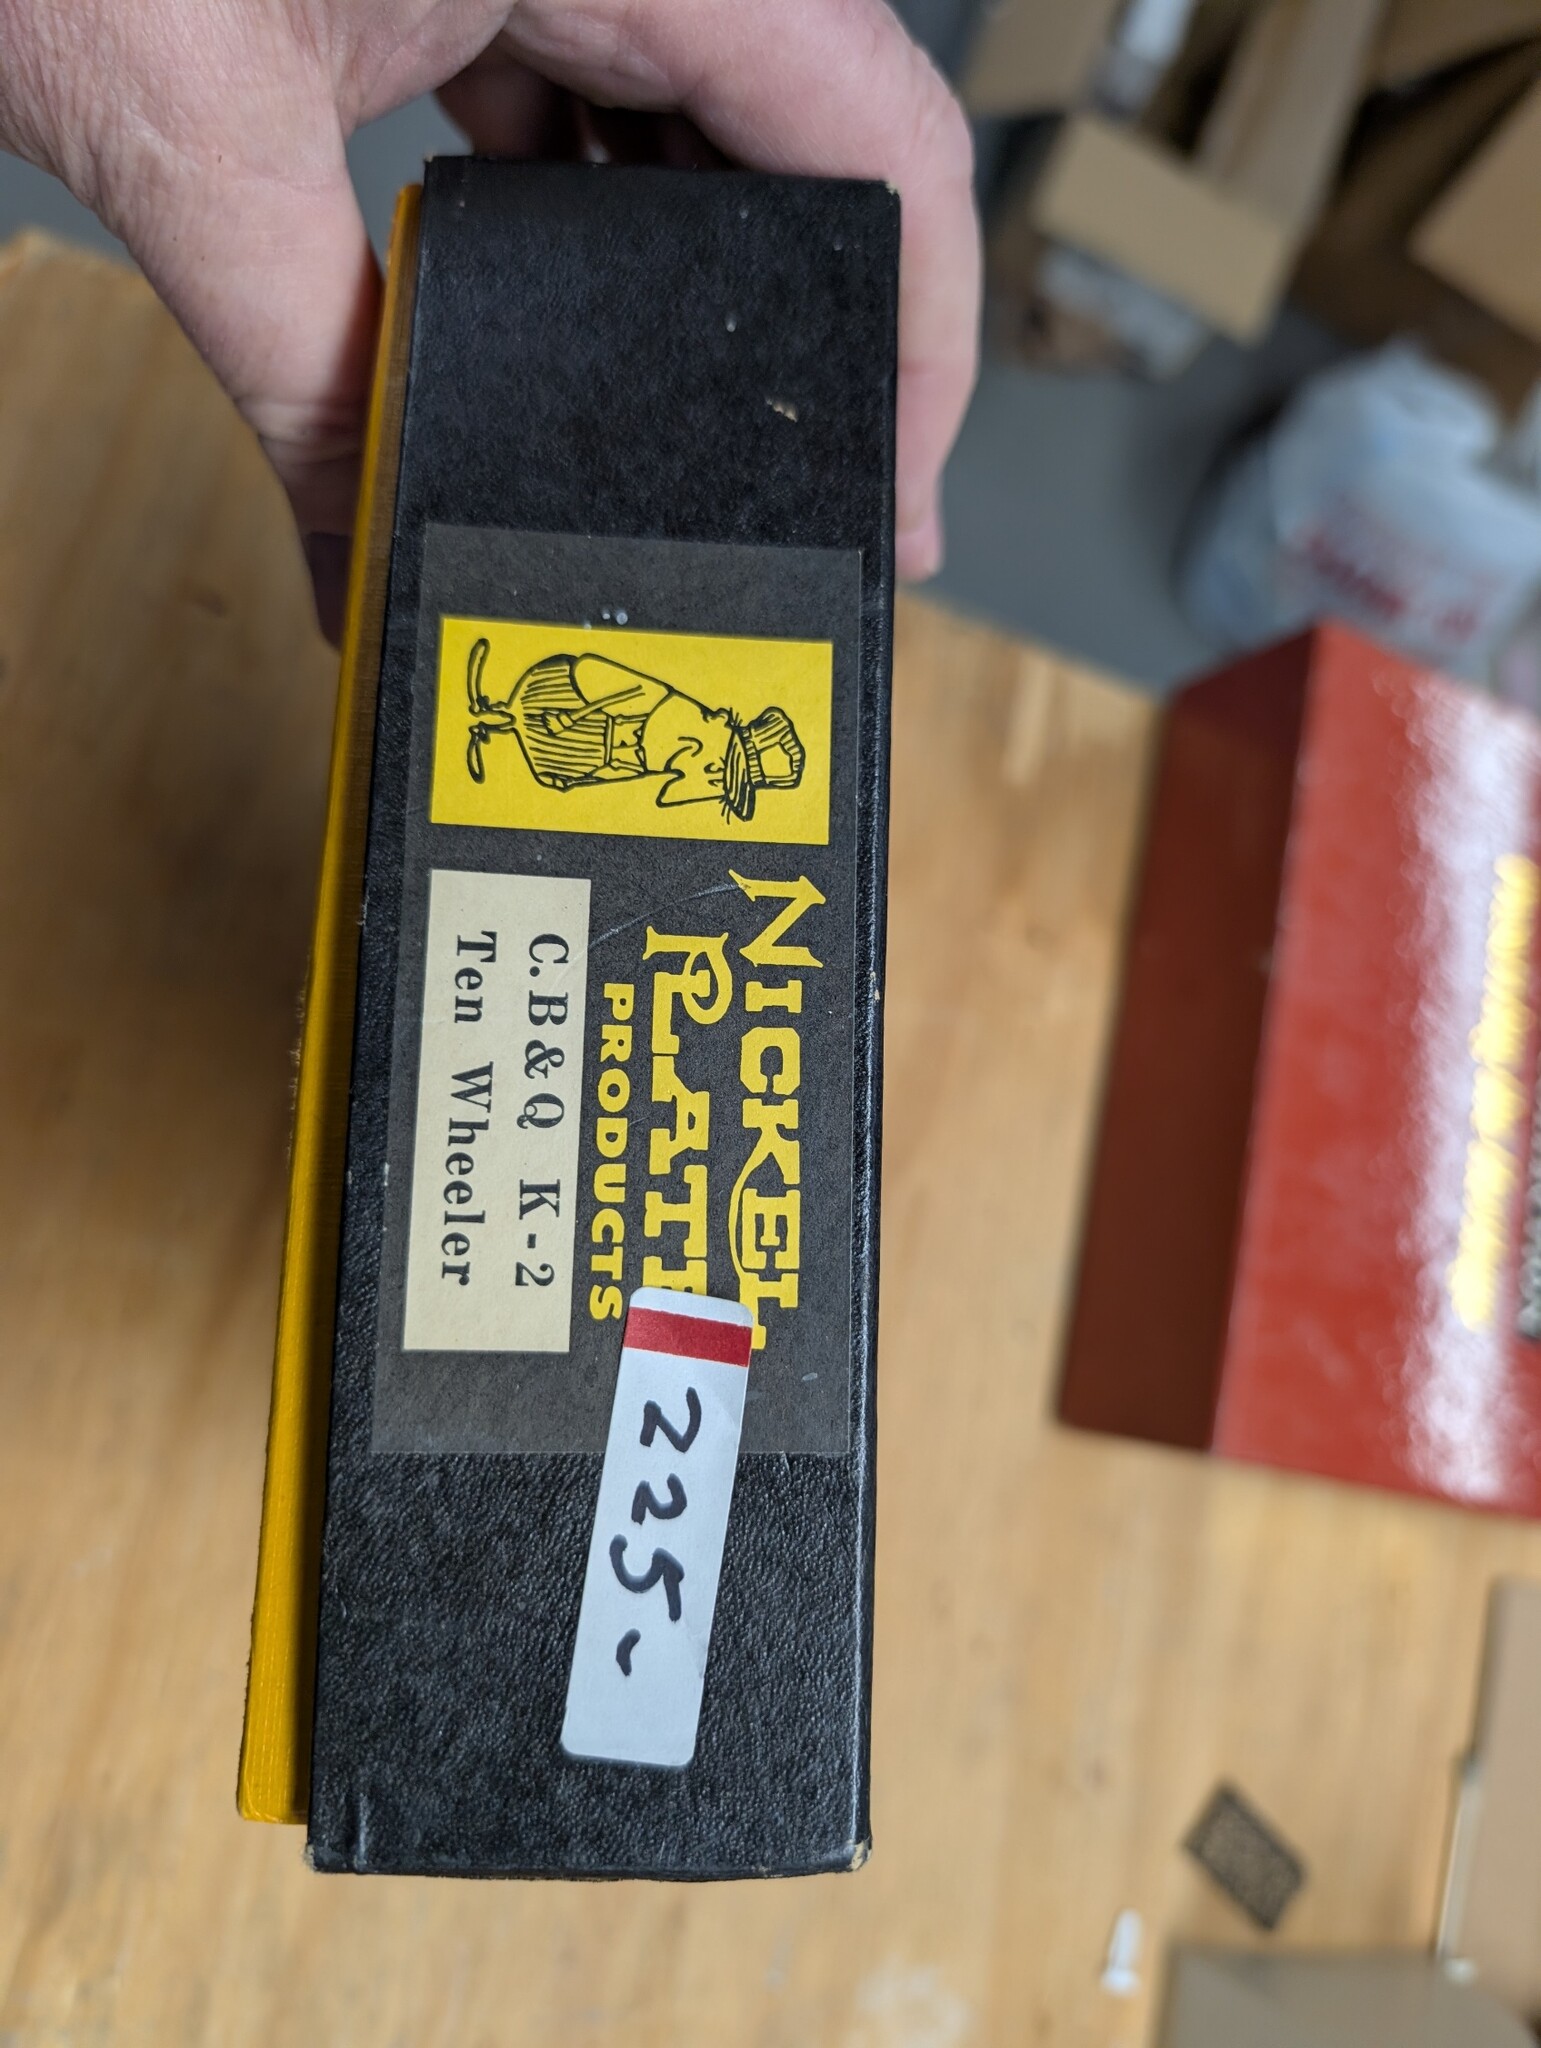 NICKEL
PLATE
PRODUCTS
C.B&Q K-2
Ten Wheeler
225-